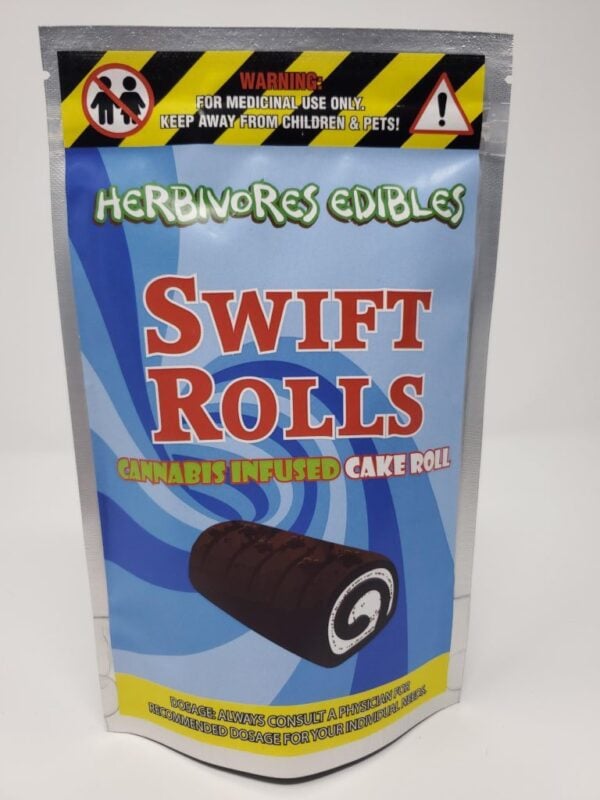 WARNING:
FOR MEDICINAL USE ONLY.
KEEP AWAY FROM CHILDREN & PETS!
HERBIVORES EDIBLES
SWIFT
ROLLS
CANNABIS INFUSED CAKE ROLL
DOSAGE: ALWAYS CONSULT A PHYSICIAN FOR
RECOMMENDED DOSAGE FOR YOUR INDIVIDUAL NEEDS.